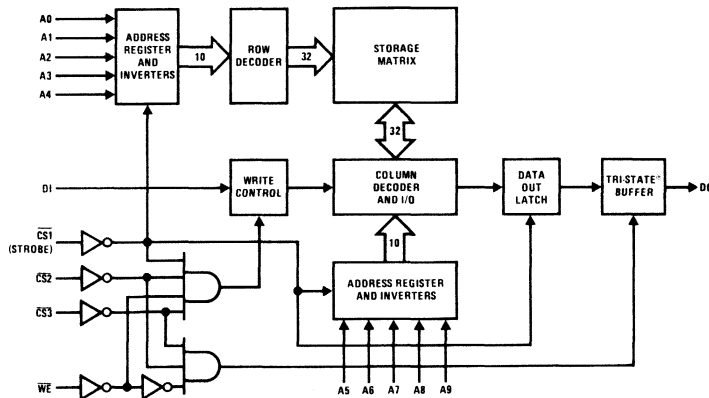 A0
A1
A2
A3
A4
ADDRESS
REGISTER
AND
INVERTERS
10
ROW
DECODER
32
STORAGE
MATRIX
32
DI
WRITE
CONTROL
COLUMN
DECODER
AND I/O
DATA
OUT
LATCH
TRI-STATE®
BUFFER
DO
CS1
(STROBE)
10
CS2
ADDRESS REGISTER
AND INVERTERS
CS3
WE
A5
A6
A7
A8
A9